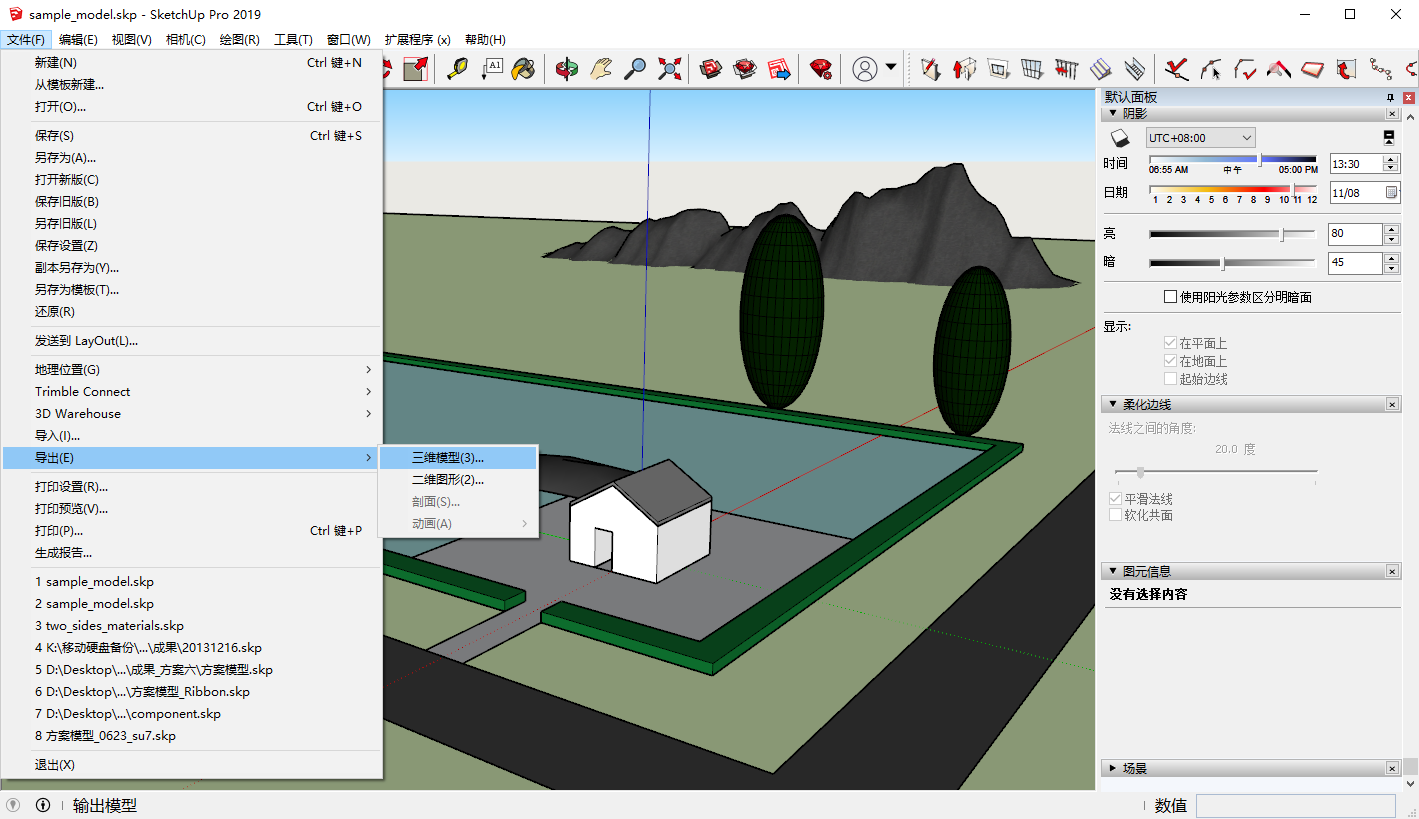 sample_model.skp - SketchUp Pro 2019
文件(F) 编辑(E) 视图(V) 相机(C) 绘图(R) 工具(T) 窗口(W) 扩展程序 (x) 帮助(H)
新建(N) Ctrl 键+N
从模板新建...
打开(O)... Ctrl 键+O
保存(S) Ctrl 键+S
另存为(A)...
打开新版(C)
保存旧版(B)
另存旧版(L)
保存设置(Z)
副本另存为(Y)...
另存为模板(T)...
还原(R)
发送到 LayOut(L)...
地理位置(G)
Trimble Connect
3D Warehouse
导入(I)...
导出(E)
打印设置(R)...
打印预览(V)...
打印(P)... Ctrl 键+P
生成报告...
1 sample_model.skp
2 sample_model.skp
3 two_sides_materials.skp
4 K:\移动硬盘备份\...\成果\20131216.skp
5 D:\Desktop\...\成果_方案六\方案模型.skp
6 D:\Desktop\...\方案模型_Ribbon.skp
7 D:\Desktop\...\component.skp
8 方案模型_0623_su7.skp
退出(X)
三维模型(3)...
二维图形(2)...
剖面(S)...
动画(A)
A1
默认面板
阴影
UTC+08:00
时间 13:30
06:55 AM 中午 05:00 PM
日期 11/08
1 2 3 4 5 6 7 8 9 10 11 12
亮 80
暗 45
使用阳光参数区分明暗面
显示:
在平面上
在地面上
起始边线
柔化边线
法线之间的角度:
20.0 度
平滑法线
软化共面
图元信息
没有选择内容
场景
输出模型 数值